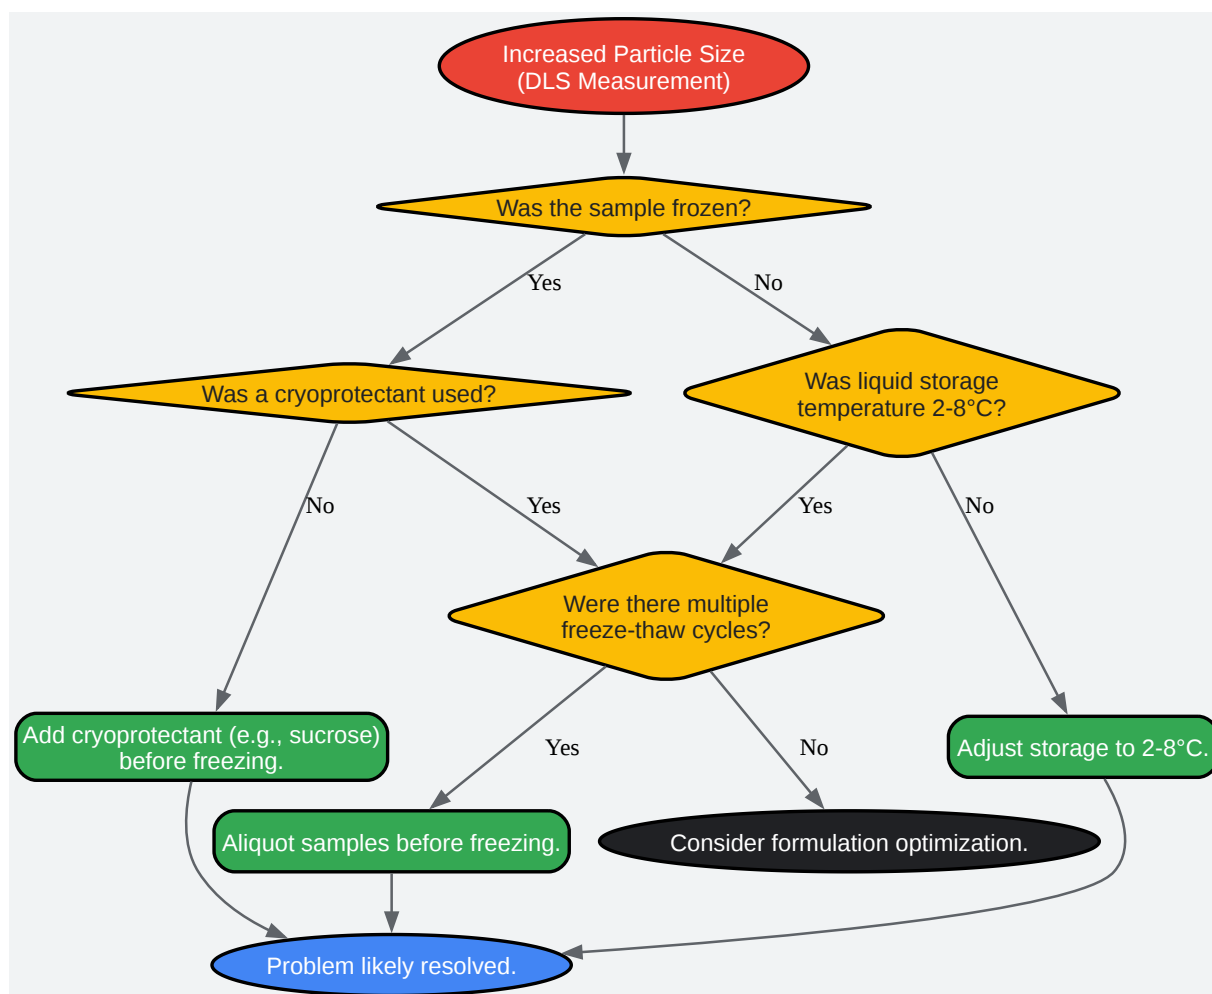 Increased Particle Size
(DLS Measurement)
Was the sample frozen?
Yes
No
Was a cryoprotectant used?
Was liquid storage
temperature 2-8°C?
No
Yes
Yes
No
Were there multiple
freeze-thaw cycles?
Add cryoprotectant (e.g., sucrose)
before freezing.
Yes
No
Adjust storage to 2-8°C.
Aliquot samples before freezing.
Consider formulation optimization.
Problem likely resolved.